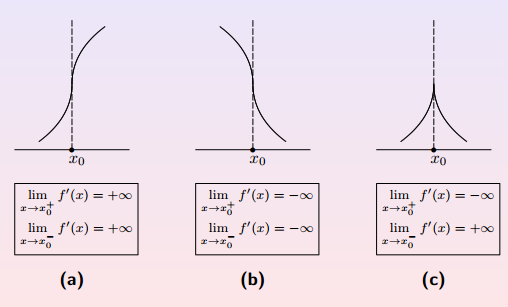 x₀ x₀ x₀
lim x→x₀⁺ f′(x) = +∞
lim x→x₀⁻ f′(x) = +∞
lim x→x₀⁺ f′(x) = −∞
lim x→x₀⁻ f′(x) = −∞
lim x→x₀⁺ f′(x) = −∞
lim x→x₀⁻ f′(x) = +∞
(a) (b) (c)